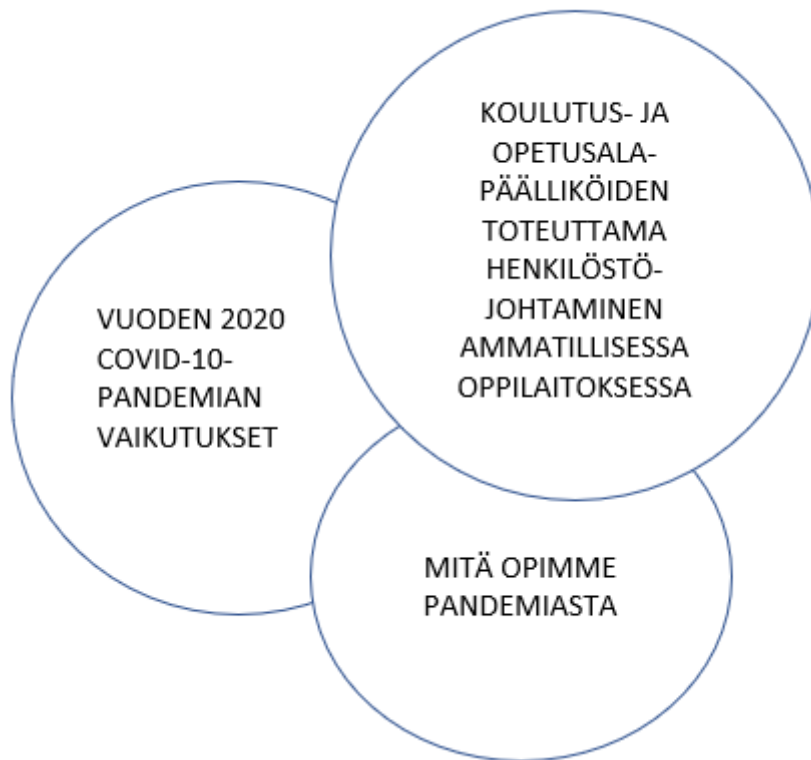 KOULUTUS- JA
OPETUSALA-
PÄÄLLIKÖIDEN
TOTEUTTAMA
HENKILÖSTÖ-
JOHTAMINEN
AMMATILLISESSA
OPPILAITOKSESSA
VUODEN 2020
COVID-10-
PANDEMIAN
VAIKUTUKSET
MITÄ OPIMME
PANDEMIASTA